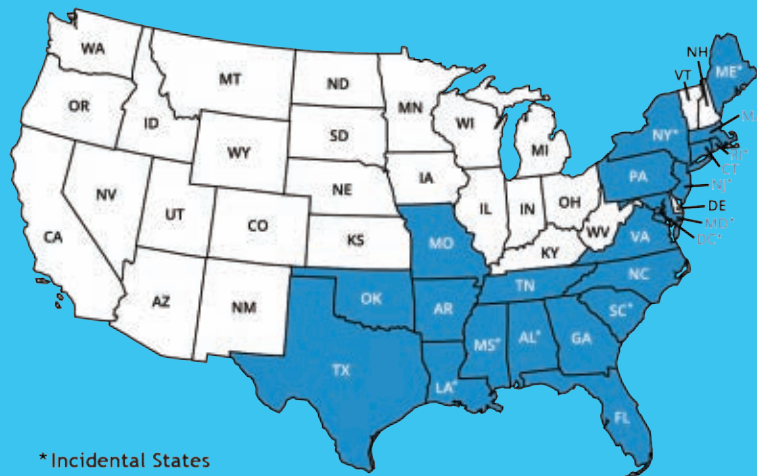 WA
MT
ND
MN
OR
ID
WY
SD
WI
MI
NH
VT
ME*
NY*
NV
UT
CO
NE
IA
IL
IN
OH
PA
CT
NJ*
DE
MD*
DC*
WV
VA
KY
CA
KS
MO
AZ
NM
OK
AR
TN
NC
SC*
TX
LA*
MS*
AL*
GA
FL
* Incidental States